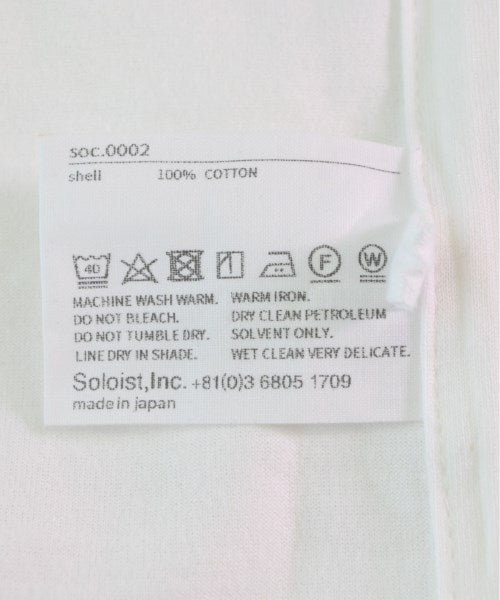 soc.0002
shell 100% COTTON
40 F W
MACHINE WASH WARM. WARM IRON.
DO NOT BLEACH. DRY CLEAN PETROLEUM
DO NOT TUMBLE DRY. SOLVENT ONLY.
LINE DRY IN SHADE. WET CLEAN VERY DELICATE.
Soloist,Inc. +81(0)3 6805 1709
made in japan